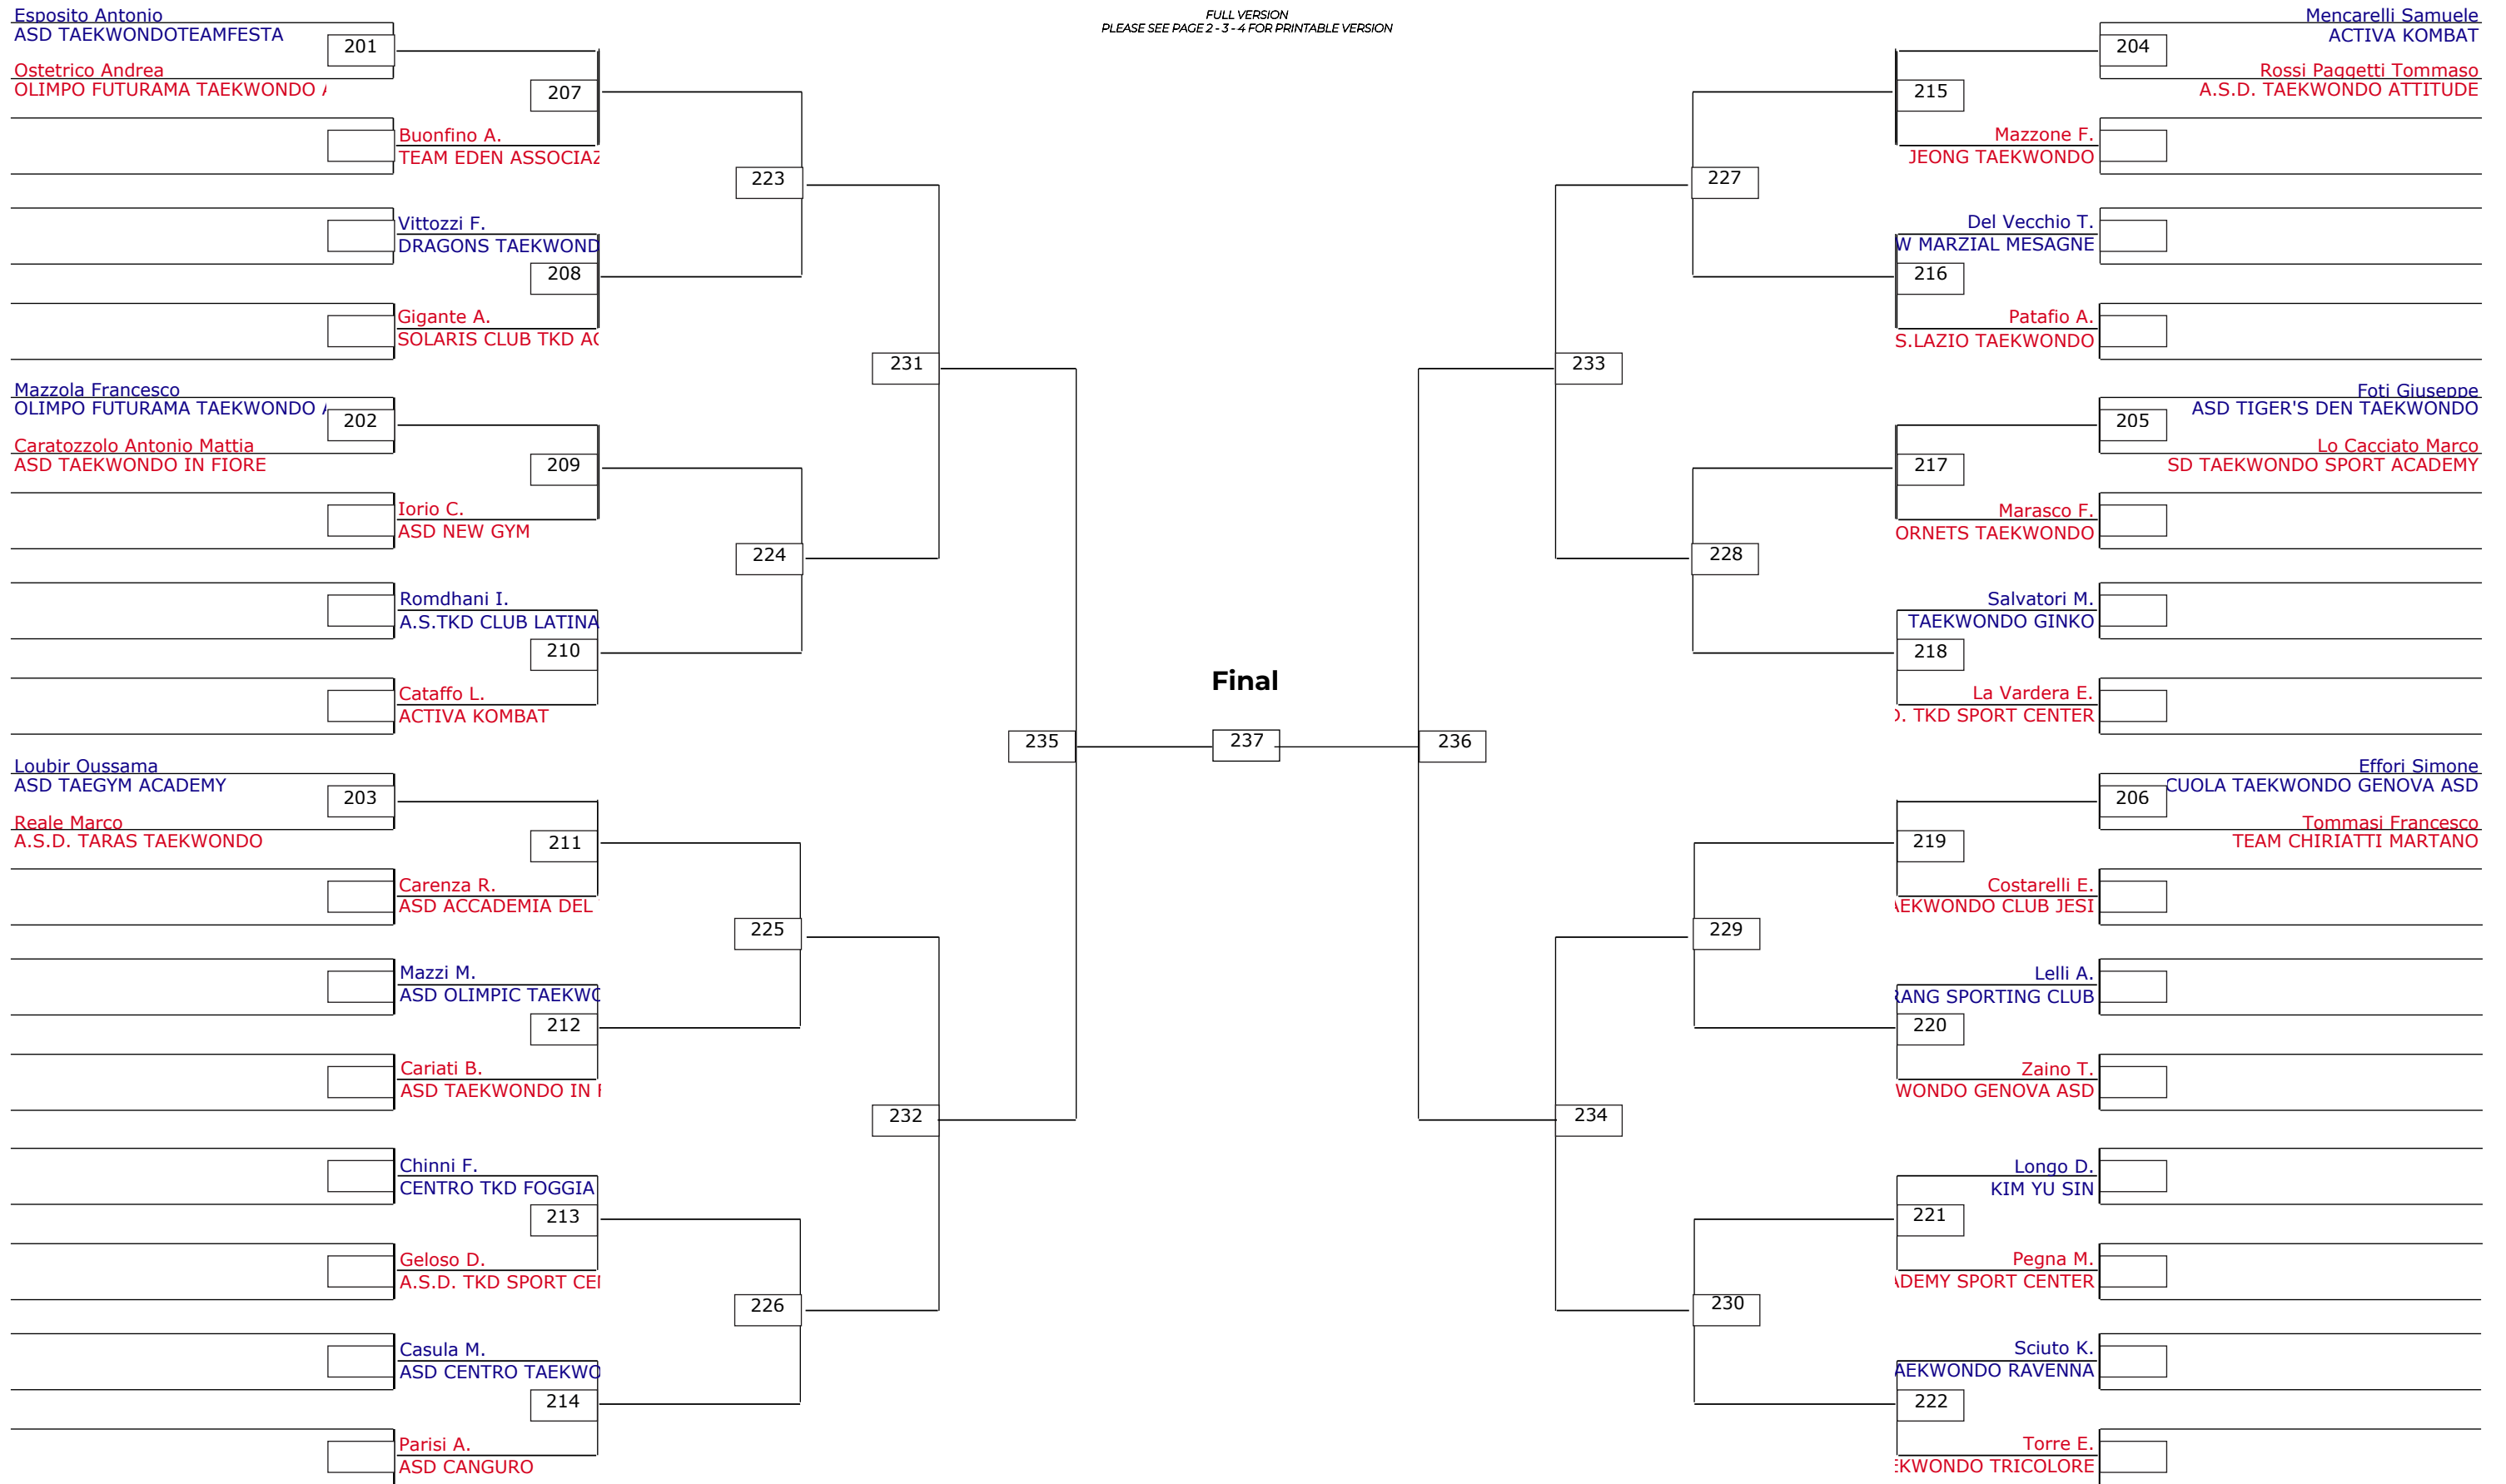 FULL VERSION
PLEASE SEE PAGE 2 - 3 - 4 FOR PRINTABLE VERSION
Esposito Antonio
ASD TAEKWONDOTEAMFESTA
201
Ostetrico Andrea
OLIMPO FUTURAMA TAEKWONDO
207
Buonfino A.
TEAM EDEN ASSOCIAZ
223
Vittozzi F.
DRAGONS TAEKWOND
208
Gigante A.
SOLARIS CLUB TKD
231
Mazzola Francesco
OLIMPO FUTURAMA TAEKWONDO
202
Caratozzolo Antonio Mattia
ASD TAEKWONDO IN FIORE
209
Iorio C.
ASD NEW GYM
224
Romdhani I.
A.S.TKD CLUB LATINA
210
Cataffo L.
ACTIVA KOMBAT
235
Loubir Oussama
ASD TAEGYM ACADEMY
203
Reale Marco
A.S.D. TARAS TAEKWONDO
211
Carenza R.
ASD ACCADEMIA DEL
225
Mazzi M.
ASD OLIMPIC TAEKWO
212
Cariati B.
ASD TAEKWONDO IN
232
Chinni F.
CENTRO TKD FOGGIA
213
Geloso D.
A.S.D. TKD SPORT CEN
226
Casula M.
ASD CENTRO TAEKWO
214
Parisi A.
ASD CANGURO
Final
237
Mencarelli Samuele
ACTIVA KOMBAT
204
Rossi Paggetti Tommaso
A.S.D. TAEKWONDO ATTITUDE
215
Mazzone F.
JEONG TAEKWONDO
227
Del Vecchio T.
W MARZIAL MESAGNE
216
Patafio A.
S.LAZIO TAEKWONDO
233
Foti Giuseppe
ASD TIGER'S DEN TAEKWONDO
205
Lo Cacciato Marco
SD TAEKWONDO SPORT ACADEMY
217
Marasco F.
ORNETS TAEKWONDO
228
Salvatori M.
TAEKWONDO GINKO
218
La Vardera E.
D. TKD SPORT CENTER
236
Effori Simone
CUOLA TAEKWONDO GENOVA ASD
206
Tommasi Francesco
TEAM CHIRIATTI MARTANO
219
Costarelli E.
AEKWONDO CLUB JESI
229
Lelli A.
RANG SPORTING CLUB
220
Zaino T.
WONDO GENOVA ASD
234
Longo D.
KIM YU SIN
221
Pegna M.
ADEMY SPORT CENTER
230
Sciuto K.
AEKWONDO RAVENNA
222
Torre E.
EKWONDO TRICOLORE